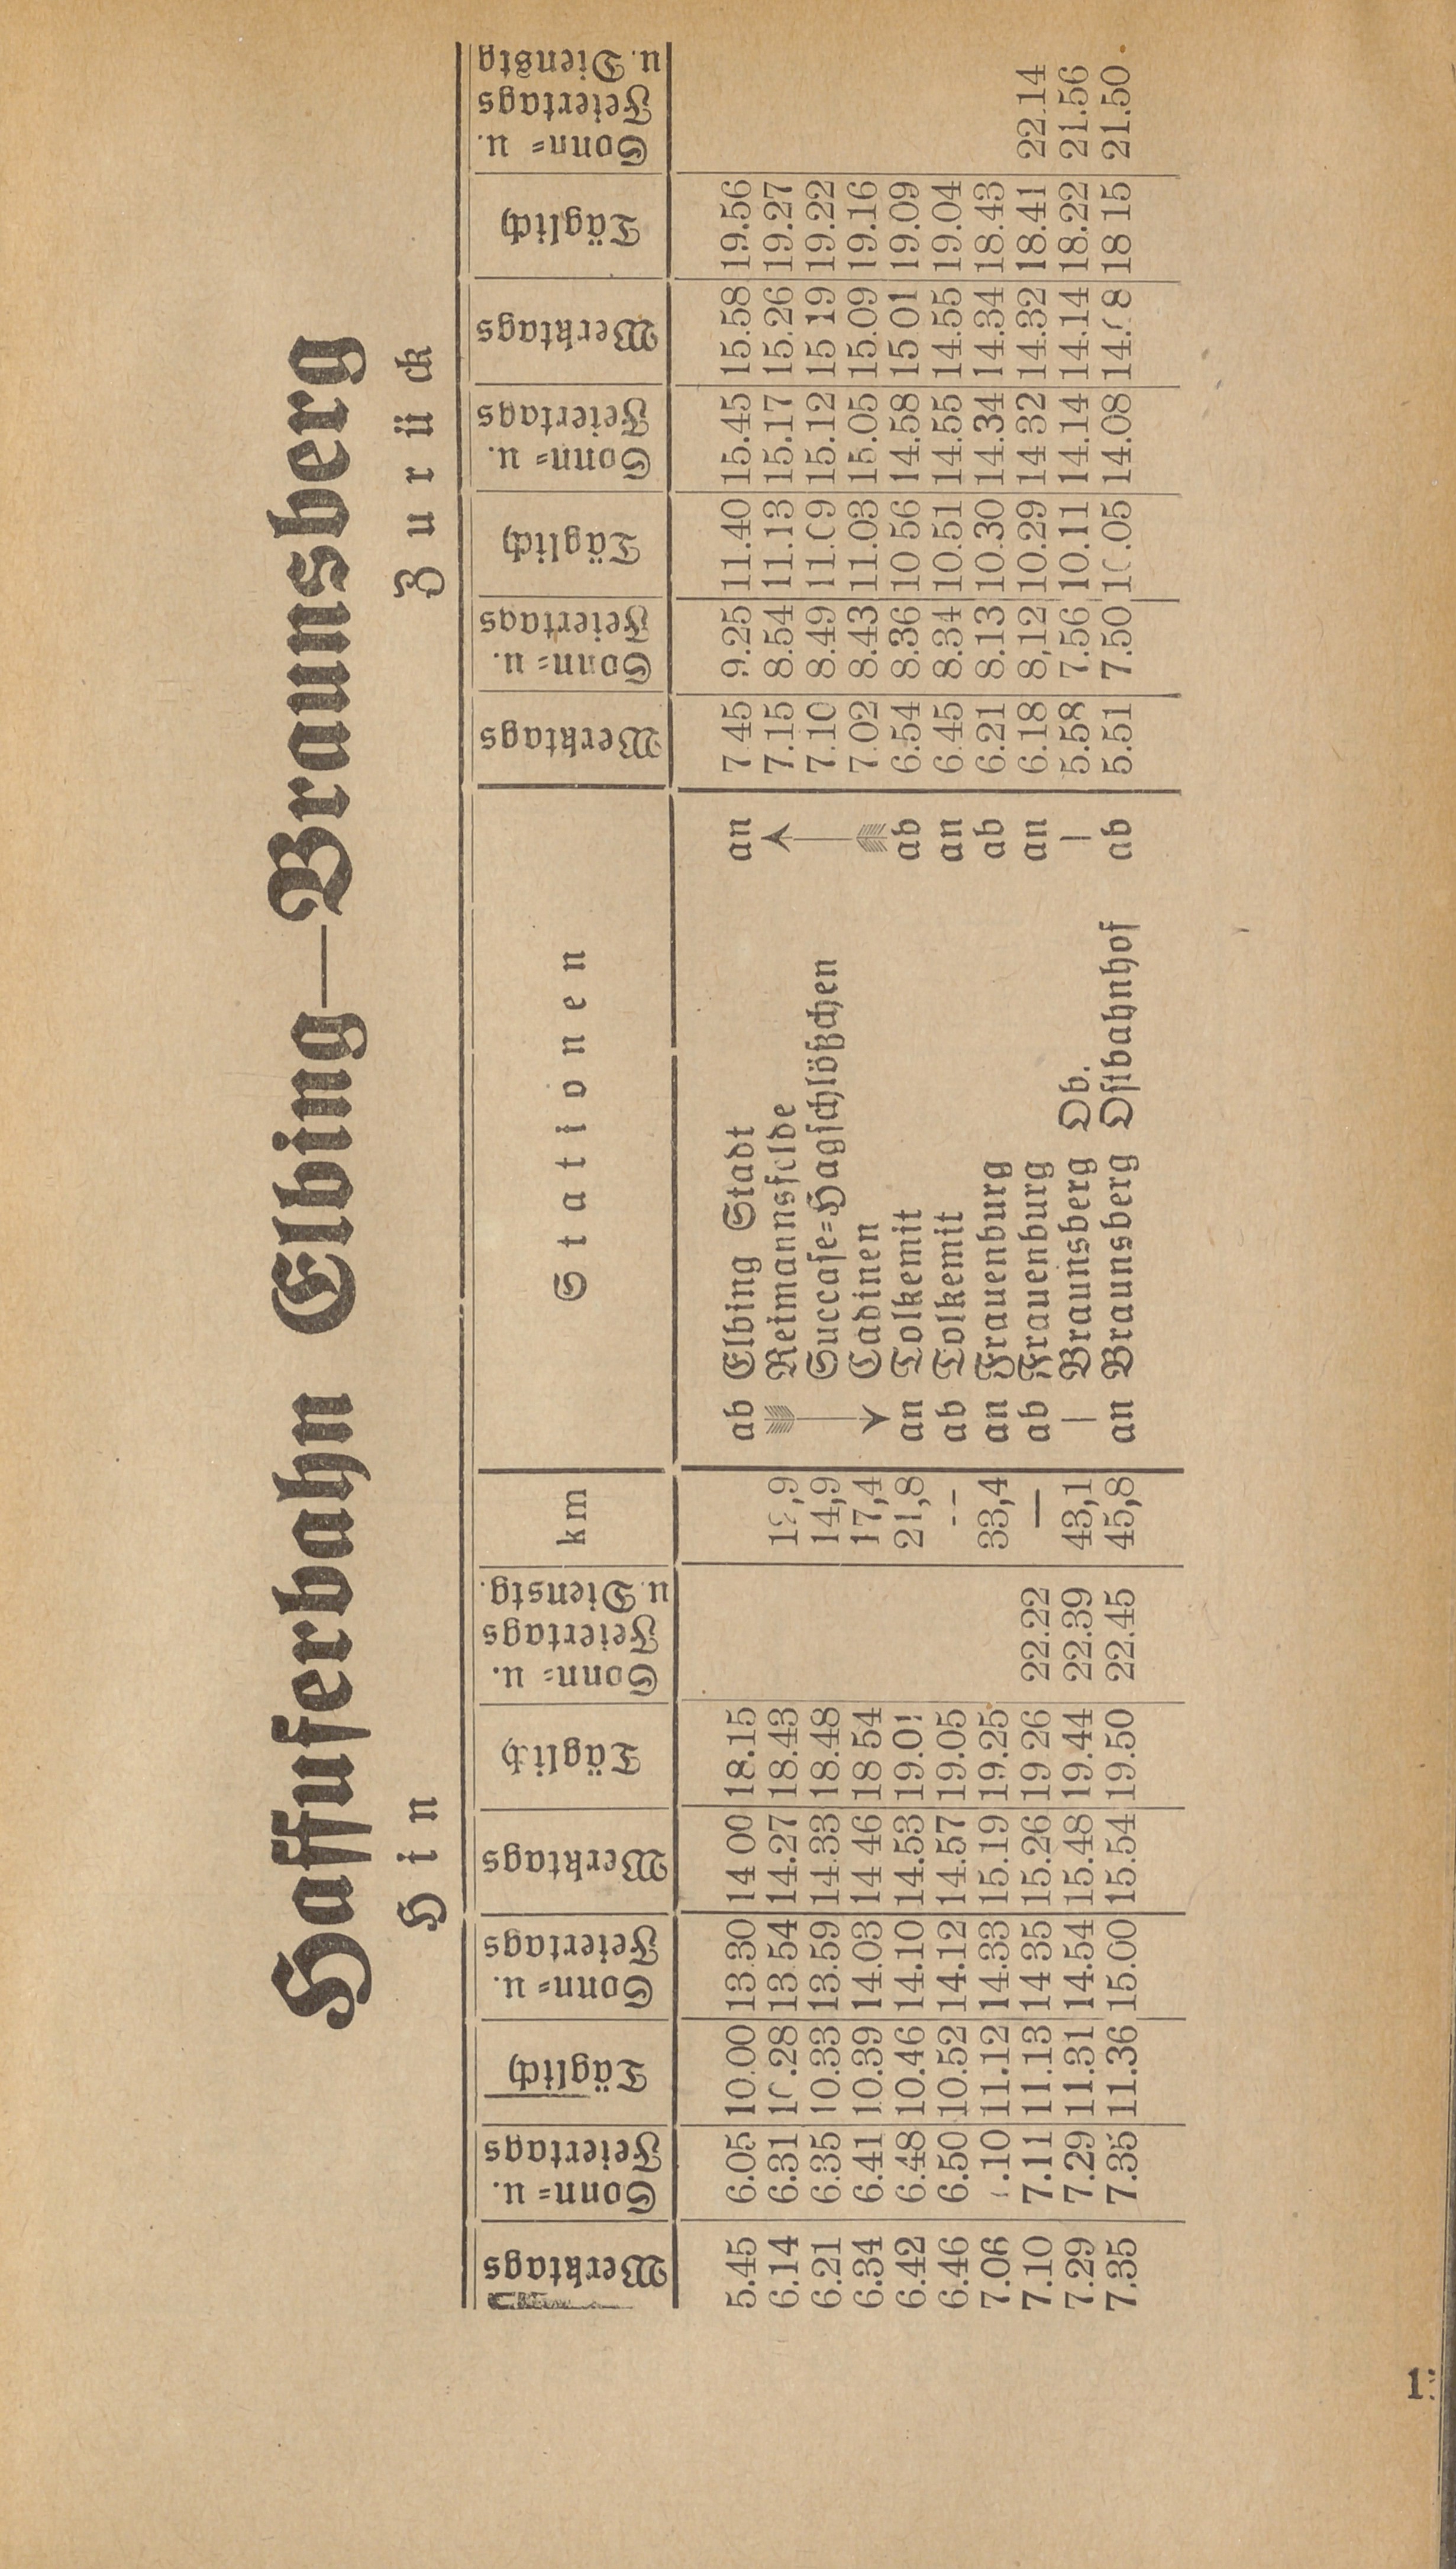 Haffuferbahn Elbing—Braunsberg
Hin Zurück
Werktags | Sonn= u. Feiertags | Täglich | Sonn= u. Feiertags | Werktags | Täglich | Sonn= u. Feiertags u. Dienstg. | km | Stationen | Werktags | Sonn= u. Feiertags | Täglich | Sonn= u. Feiertags | Werktags | Täglich | Sonn= u. Feiertags u. Dienstg
5.45 6.05 10.00 13.30 14 00 18.15 ab Elbing Stadt an 7 45 9.25 11.40 15.45 15.58 19.56
6.14 6.31 .28 13 54 14.27 18.43 Reimannsfelde 7.15 8.54 11.13 15.17 15.26 19.27
6.21 6.35 10.33 13.59 14.33 18.48 14,9 Succase=Hagschlößchen 7.10 8.49 11.09 15.12 15 19 19.22
6.34 6.41 10.39 14.03 14 46 18 54 17,4 Cadinen 7.02 8.43 11.03 15.05 15.09 19.16
6.42 6.48 10.46 14.10 14.53 19.01 21,8 an Tolkemit ab 6.54 8.36 10 56 14.58 15 01 19.09
6.46 6.50 10.52 14.12 14.57 19.05 -- ab Tolkemit an 6.45 8.34 10.51 14.55 14.55 19.04
7.06 .10 11.12 14.33 15.19 19.25 33,4 an Frauenburg ab 6.21 8.13 10.30 14.34 14.34 18.43
7.10 7.11 11.13 14 35 15.26 19 26 22.22 — ab Frauenburg an 6.18 8,12 10.29 14 32 14.32 18.41 22.14
7.29 7.29 11.31 14.54 15.48 19.44 22.39 43,1 | Braunsberg Ob. | 5.58 7.56 10.11 14.14 14.14 18.22 21.56
7.35 7.35 11.36 15.00 15.54 19.50 22.45 45,8 an Braunsberg Ostbahnhof ab 5.51 7.50 10.05 14.08 14.08 18 15 21.50